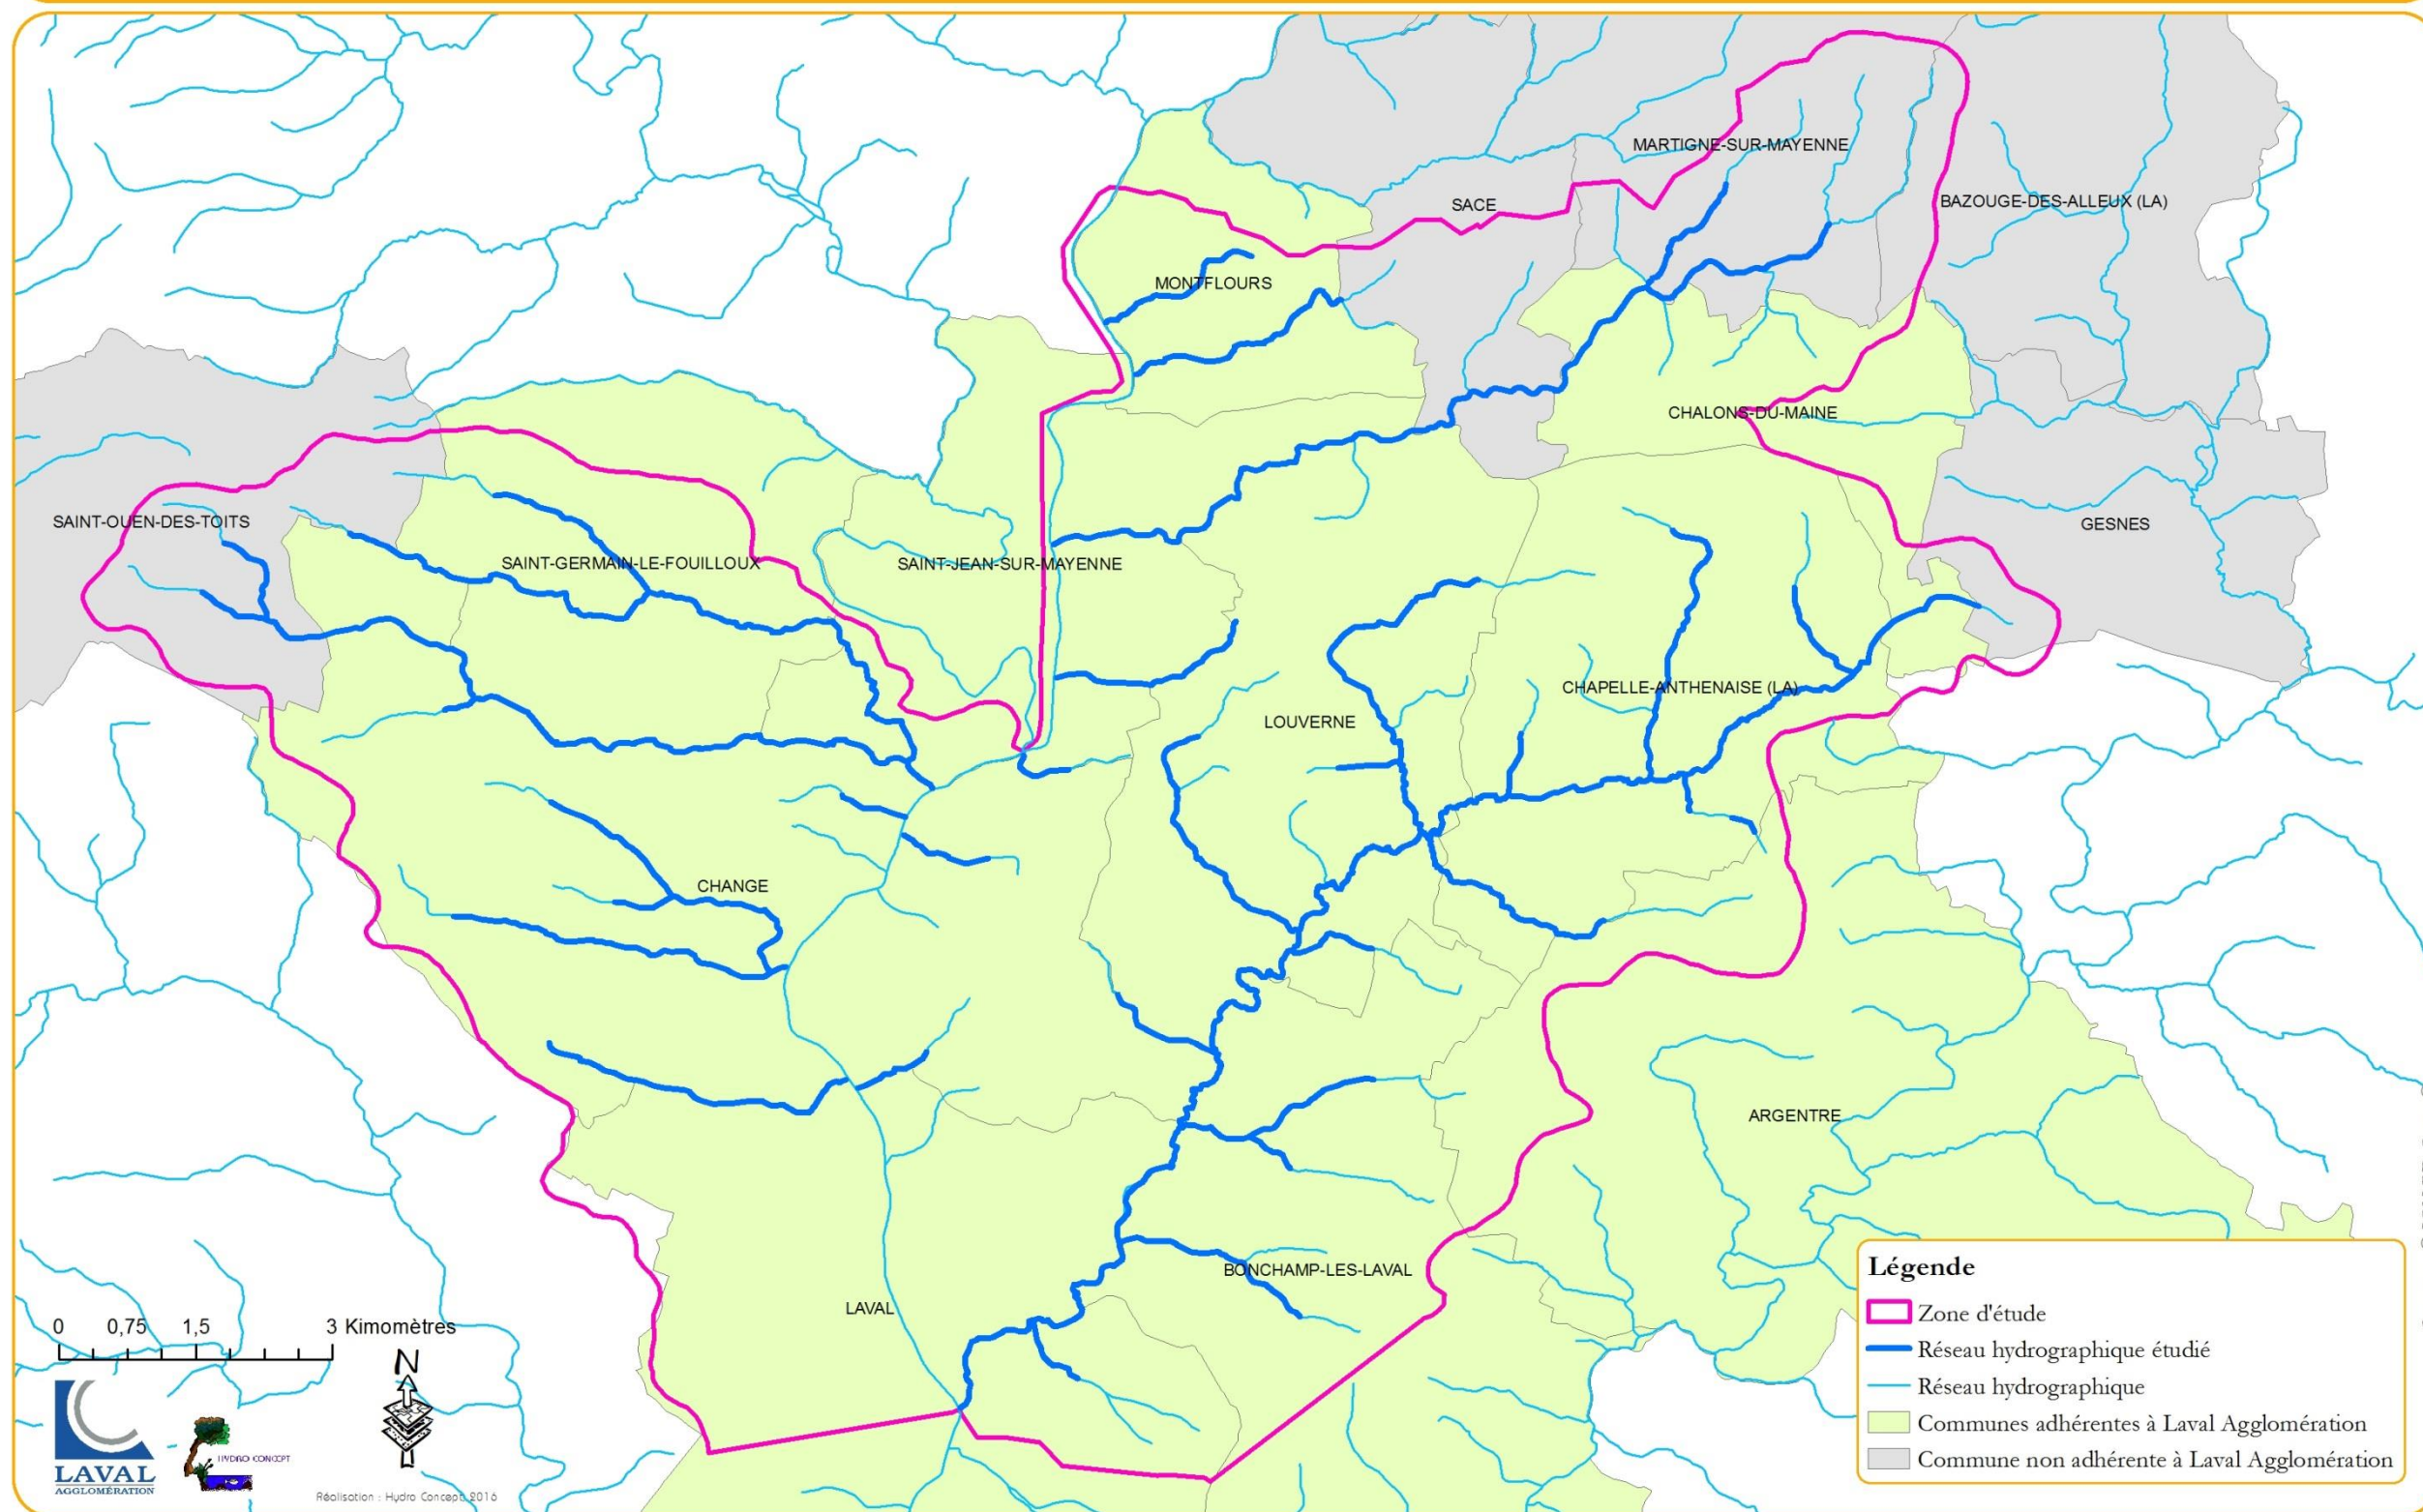 MARTIGNE-SUR-MAYENNE
SACE
BAZOUGE-DES-ALLEUX (LA)
MONTFLOURS
CHALONS-DU-MAINE
SAINT-OUEN-DES-TOITS
GESNES
SAINT-GERMAIN-LE-FOUILLOUX
SAINT-JEAN-SUR-MAYENNE
CHAPELLE-ANTHENAISE (LA)
LOUVERNE
CHANGE
ARGENTRE
BONCHAMP-LES-LAVAL
LAVAL
0 0,75 1,5 3 Kimomètres
N
LAVAL
AGGLOMÉRATION
HYDRO CONCEPT
Réalisation : Hydro Concept 2016
Légende
Zone d'étude
Réseau hydrographique étudié
Réseau hydrographique
Communes adhérentes à Laval Agglomération
Commune non adhérente à Laval Agglomération